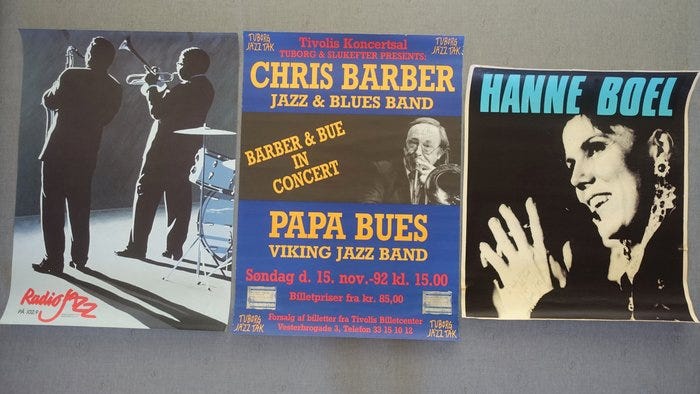 Radio jazz
PÅ 102.9
TUBORG
JAZZ TAK
TUBORG
JAZZ TAK
Tivolis Koncertsal
TUBORG & SLUKEFTER PRESENTS:
CHRIS BARBER
JAZZ & BLUES BAND
BARBER & BUE
IN
CONCERT
PAPA BUES
VIKING JAZZ BAND
Søndag d. 15. nov.-92 kl. 15.00
Billetpriser fra kr. 85,00
Forsalg af billetter fra Tivolis Billetcenter
Vesterbrogade 3, Telefon 33 15 10 12
TUBORG
JAZZ TAK
TUBORG
JAZZ TAK
HANNE BOEL